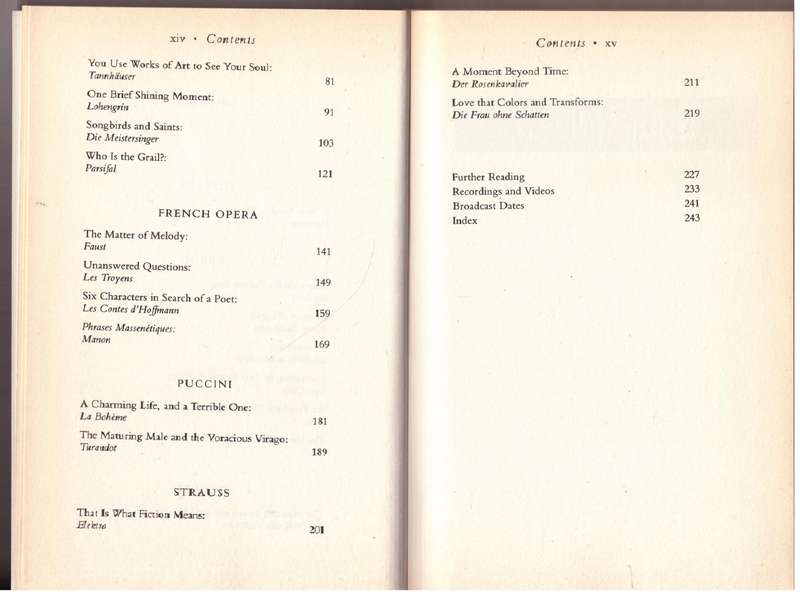 xiv • Contents
You Use Works of Art to See Your Soul:
Tannhäuser 81
One Brief Shining Moment:
Lohengrin 91
Songbirds and Saints:
Die Meistersinger 103
Who Is the Grail?:
Parsifal 121
FRENCH OPERA
The Matter of Melody:
Faust 141
Unanswered Questions:
Les Troyens 149
Six Characters in Search of a Poet:
Les Contes d'Hoffmann 159
Phrases Massenétiques:
Manon 169
PUCCINI
A Charming Life, and a Terrible One:
La Bohème 181
The Maturing Male and the Voracious Virago:
Turandot 189
STRAUSS
That Is What Fiction Means:
Elektra 201
Contents • xv
A Moment Beyond Time:
Der Rosenkavalier 211
Love that Colors and Transforms:
Die Frau ohne Schatten 219
Further Reading 227
Recordings and Videos 233
Broadcast Dates 241
Index 243